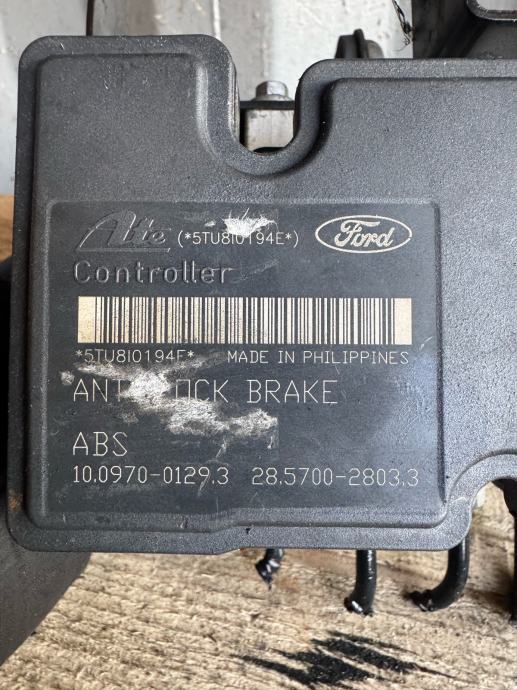 Ate (*5TU8I0194E*) Ford
Controller
*5TU8I0194E* MADE IN PHILIPPINES
BRAKE
ABS
10.0970-0129.3 28.5700-2803.3